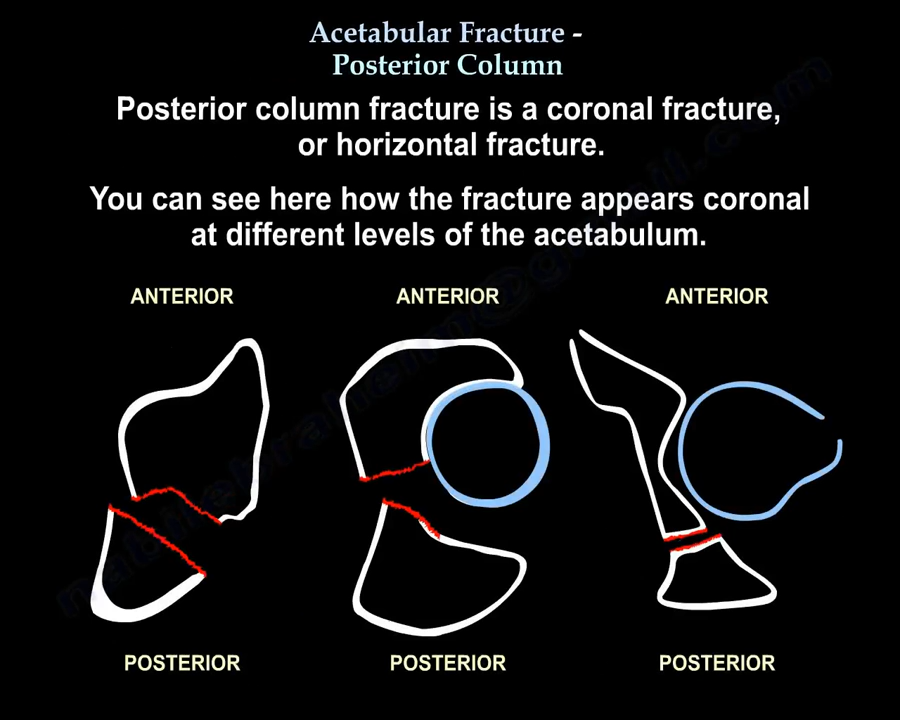 Acetabular Fracture -
Posterior Column
Posterior column fracture is a coronal fracture,
or horizontal fracture.
You can see here how the fracture appears coronal
at different levels of the acetabulum.
ANTERIOR ANTERIOR ANTERIOR
POSTERIOR POSTERIOR POSTERIOR